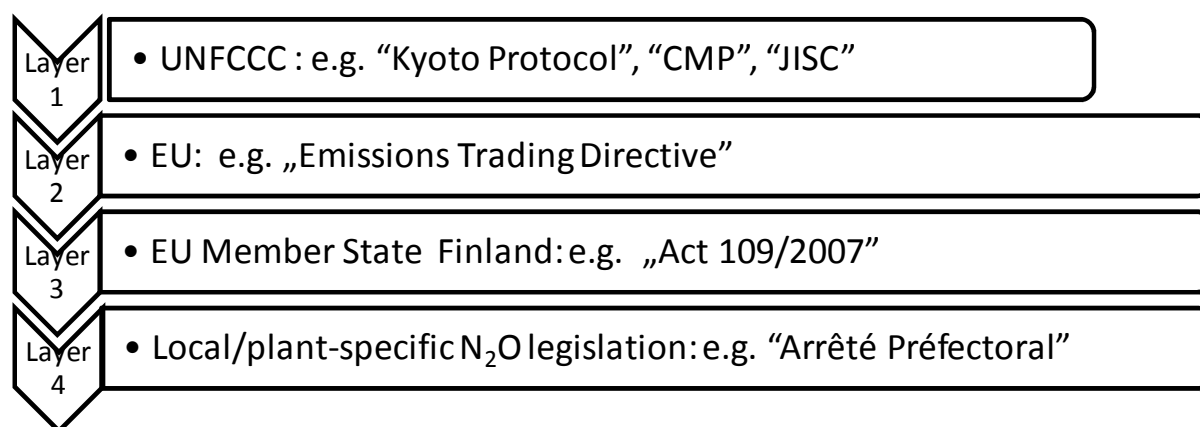 Layer
1
• UNFCCC : e.g. “Kyoto Protocol”, “CMP”, “JISC”
Layer
2
• EU: e.g. „Emissions Trading Directive”
Layer
3
• EU Member State Finland: e.g. „Act 109/2007”
Layer
4
• Local/plant-specific N₂O legislation: e.g. “Arrêté Préfectoral”